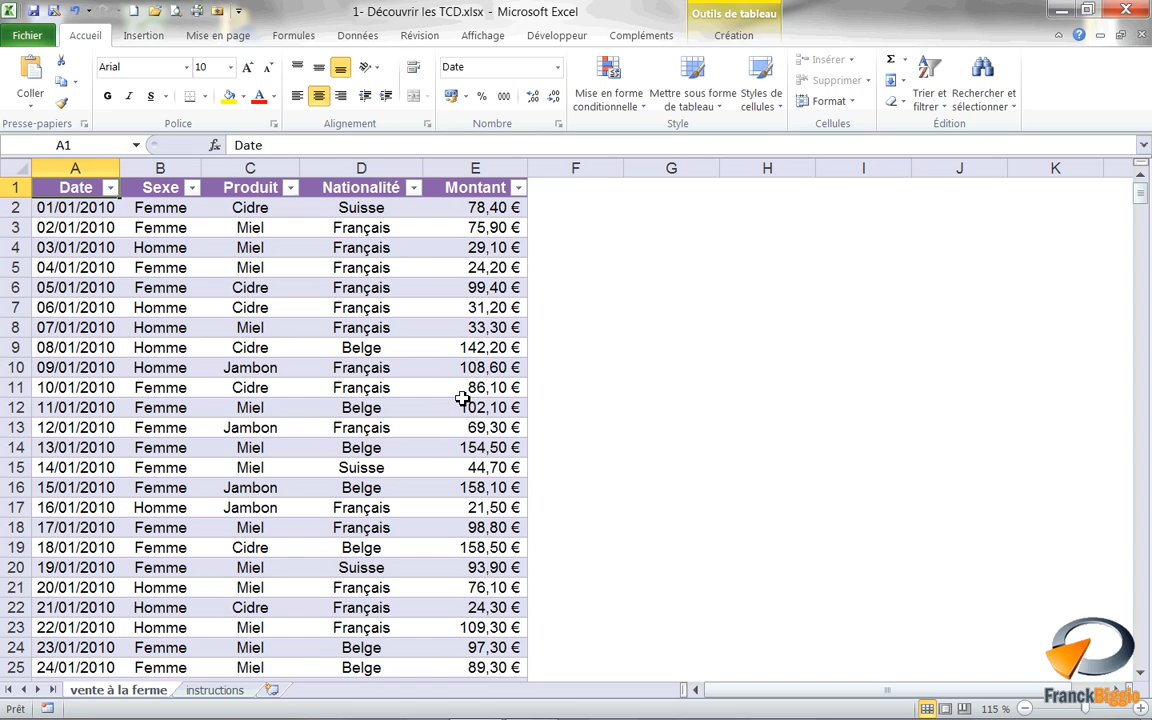 1- Découvrir les TCD.xlsx - Microsoft Excel
Outils de tableau
Fichier Accueil Insertion Mise en page Formules Données Révision Affichage Développeur Compléments Création
Coller
Presse-papiers
Arial 10
G I S
Police
Alignement
Date
% 000
Nombre
Mise en forme conditionnelle
Mettre sous forme de tableau
Styles de cellules
Style
Insérer
Supprimer
Format
Cellules
Trier et filtrer
Rechercher et sélectionner
Édition
A1 fx Date
A B C D E F G H I J K
1 Date Sexe Produit Nationalité Montant
2 01/01/2010 Femme Cidre Suisse 78,40 €
3 02/01/2010 Femme Miel Français 75,90 €
4 03/01/2010 Homme Miel Français 29,10 €
5 04/01/2010 Femme Miel Français 24,20 €
6 05/01/2010 Femme Cidre Français 99,40 €
7 06/01/2010 Homme Cidre Français 31,20 €
8 07/01/2010 Homme Miel Français 33,30 €
9 08/01/2010 Homme Cidre Belge 142,20 €
10 09/01/2010 Homme Jambon Français 108,60 €
11 10/01/2010 Femme Cidre Français 86,10 €
12 11/01/2010 Femme Miel Belge 102,10 €
13 12/01/2010 Femme Jambon Français 69,30 €
14 13/01/2010 Femme Miel Belge 154,50 €
15 14/01/2010 Femme Miel Suisse 44,70 €
16 15/01/2010 Femme Jambon Belge 158,10 €
17 16/01/2010 Homme Jambon Français 21,50 €
18 17/01/2010 Femme Miel Français 98,80 €
19 18/01/2010 Femme Cidre Belge 158,50 €
20 19/01/2010 Femme Miel Suisse 93,90 €
21 20/01/2010 Homme Miel Français 76,10 €
22 21/01/2010 Homme Cidre Français 24,30 €
23 22/01/2010 Homme Miel Français 109,30 €
24 23/01/2010 Femme Miel Belge 97,30 €
25 24/01/2010 Femme Miel Belge 89,30 €
vente à la ferme instructions
FranckBiggio
Prêt 115 %